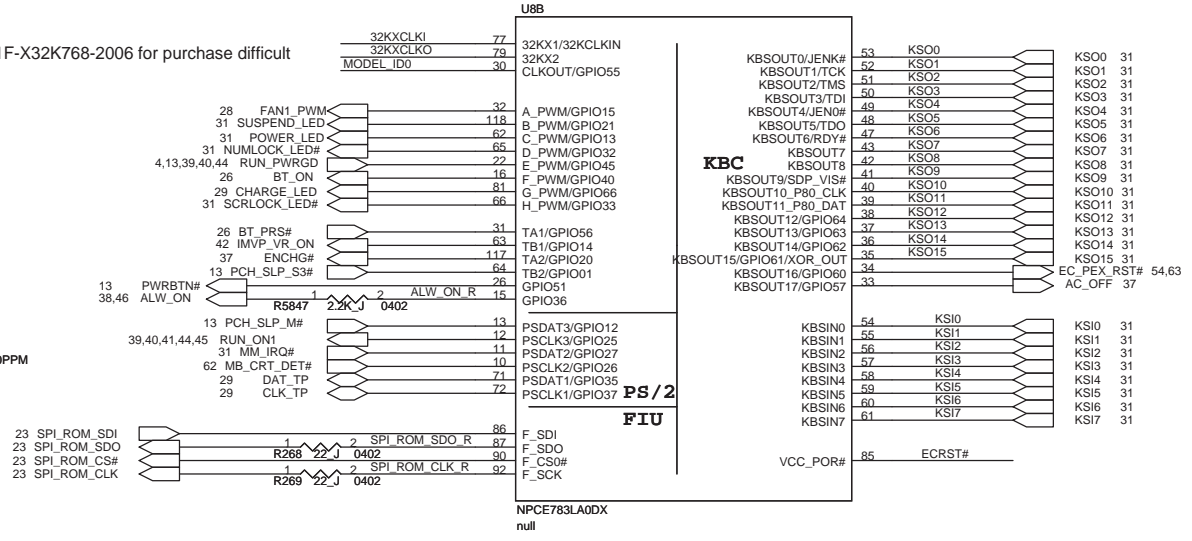 U8B
1F-X32K768-2006 for purchase difficult
32KXCLKI 77 32KX1/32KCLKIN
32KXCLKO 79 32KX2
MODEL_ID0 30 CLKOUT/GPIO55
28 FAN1_PWM 32 A_PWM/GPIO15
31 SUSPEND_LED 118 B_PWM/GPIO21
31 POWER_LED 62 C_PWM/GPIO13
31 NUMLOCK_LED# 65 D_PWM/GPIO32
4,13,39,40,44 RUN_PWRGD 22 E_PWM/GPIO45
26 BT_ON 16 F_PWM/GPIO40
29 CHARGE_LED 81 G_PWM/GPIO66
31 SCRLOCK_LED# 66 H_PWM/GPIO33
26 BT_PRS# 31 TA1/GPIO56
42 IMVP_VR_ON 63 TB1/GPIO14
37 ENCHG# 117 TA2/GPIO20
13 PCH_SLP_S3# 64 TB2/GPIO01
13 PWRBTN# 26 GPIO51
38,46 ALW_ON 1 2 ALW_ON_R 15 GPIO36
R5847 2.2K_J 0402
13 PCH_SLP_M# 13 PSDAT3/GPIO12
39,40,41,44,45 RUN_ON1 12 PSCLK3/GPIO25
31 MM_IRQ# 11 PSDAT2/GPIO27
62 MB_CRT_DET# 10 PSCLK2/GPIO26
29 DAT_TP 71 PSDAT1/GPIO35
29 CLK_TP 72 PSCLK1/GPIO37
0PPM
PS/2
FIU
23 SPI_ROM_SDI 86 F_SDI
23 SPI_ROM_SDO 1 2 SPI_ROM_SDO_R 87 F_SDO
R268 22_J 0402
23 SPI_ROM_CS# 90 F_CS0#
23 SPI_ROM_CLK 1 2 SPI_ROM_CLK_R 92 F_SCK
R269 22_J 0402
KBC
KBSOUT0/JENK# 53 KSO0 KSO0 31
KBSOUT1/TCK 52 KSO1 KSO1 31
KBSOUT2/TMS 51 KSO2 KSO2 31
KBSOUT3/TDI 50 KSO3 KSO3 31
KBSOUT4/JEN0# 49 KSO4 KSO4 31
KBSOUT5/TDO 48 KSO5 KSO5 31
KBSOUT6/RDY# 47 KSO6 KSO6 31
KBSOUT7 43 KSO7 KSO7 31
KBSOUT8 42 KSO8 KSO8 31
KBSOUT9/SDP_VIS# 41 KSO9 KSO9 31
KBSOUT10_P80_CLK 40 KSO10 KSO10 31
KBSOUT11_P80_DAT 39 KSO11 KSO11 31
KBSOUT12/GPIO64 38 KSO12 KSO12 31
KBSOUT13/GPIO63 37 KSO13 KSO13 31
KBSOUT14/GPIO62 36 KSO14 KSO14 31
KBSOUT15/GPIO61/XOR_OUT 35 KSO15 KSO15 31
KBSOUT16/GPIO60 34 EC_PEX_RST# 54,63
KBSOUT17/GPIO57 33 AC_OFF 37
KBSIN0 54 KSI0 KSI0 31
KBSIN1 55 KSI1 KSI1 31
KBSIN2 56 KSI2 KSI2 31
KBSIN3 57 KSI3 KSI3 31
KBSIN4 58 KSI4 KSI4 31
KBSIN5 59 KSI5 KSI5 31
KBSIN6 60 KSI6 KSI6 31
KBSIN7 61 KSI7 KSI7 31
VCC_POR# 85 ECRST#
NPCE783LA0DX
null